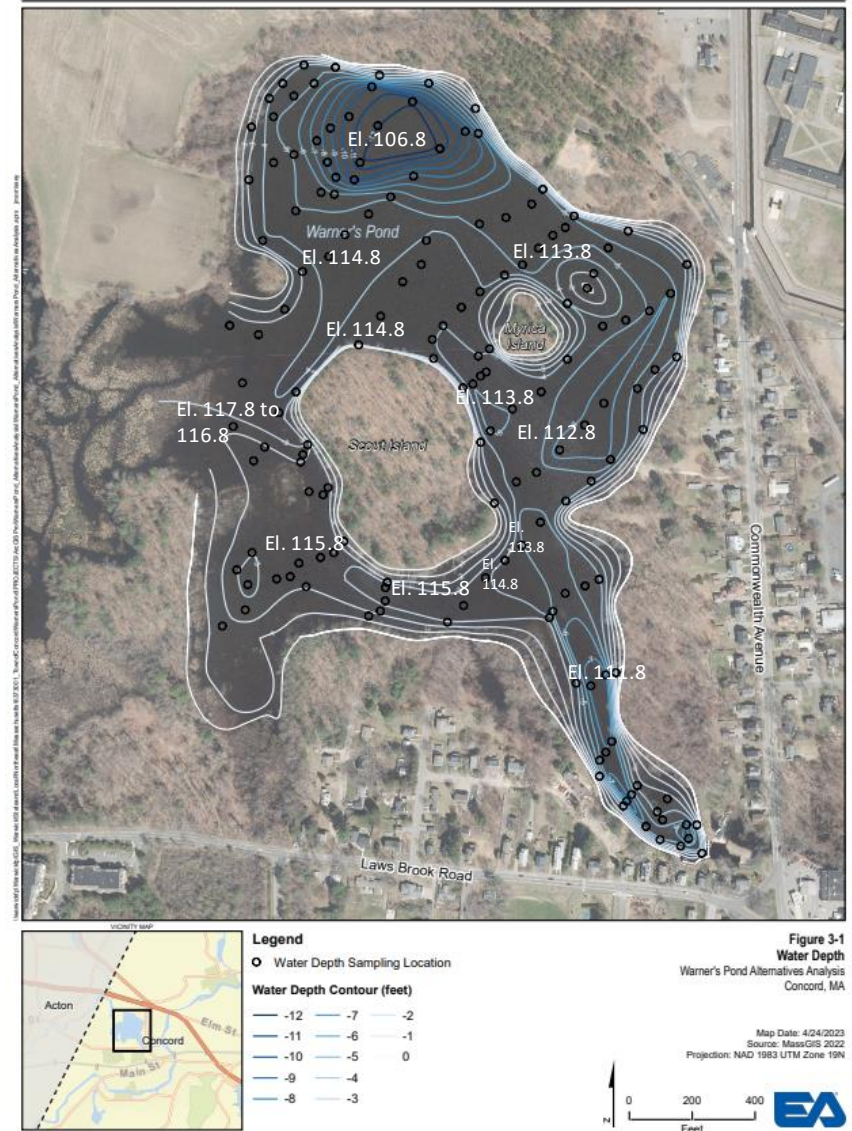 El. 106.8
Warner's Pond
El. 114.8
El. 113.8
El. 114.8
Myrica
Island
El. 113.8
El. 117.8 to
116.8
El. 112.8
Scout Island
El.
113.8
El. 115.8
El.
114.8
El. 115.8
Commonwealth Avenue
El. 111.8
Laws Brook Road
VICINITY MAP
Acton
Concord
Elm St
Main St
Legend
Water Depth Sampling Location
Water Depth Contour (feet)
-12 -7 -2
-11 -6 -1
-10 -5 0
-9 -4
-8 -3
Figure 3-1
Water Depth
Warner's Pond Alternatives Analysis
Concord, MA
Map Date: 4/24/2023
Source: MassGIS 2022
Projection: NAD 1983 UTM Zone 19N
N
0 200 400
Feet
EA